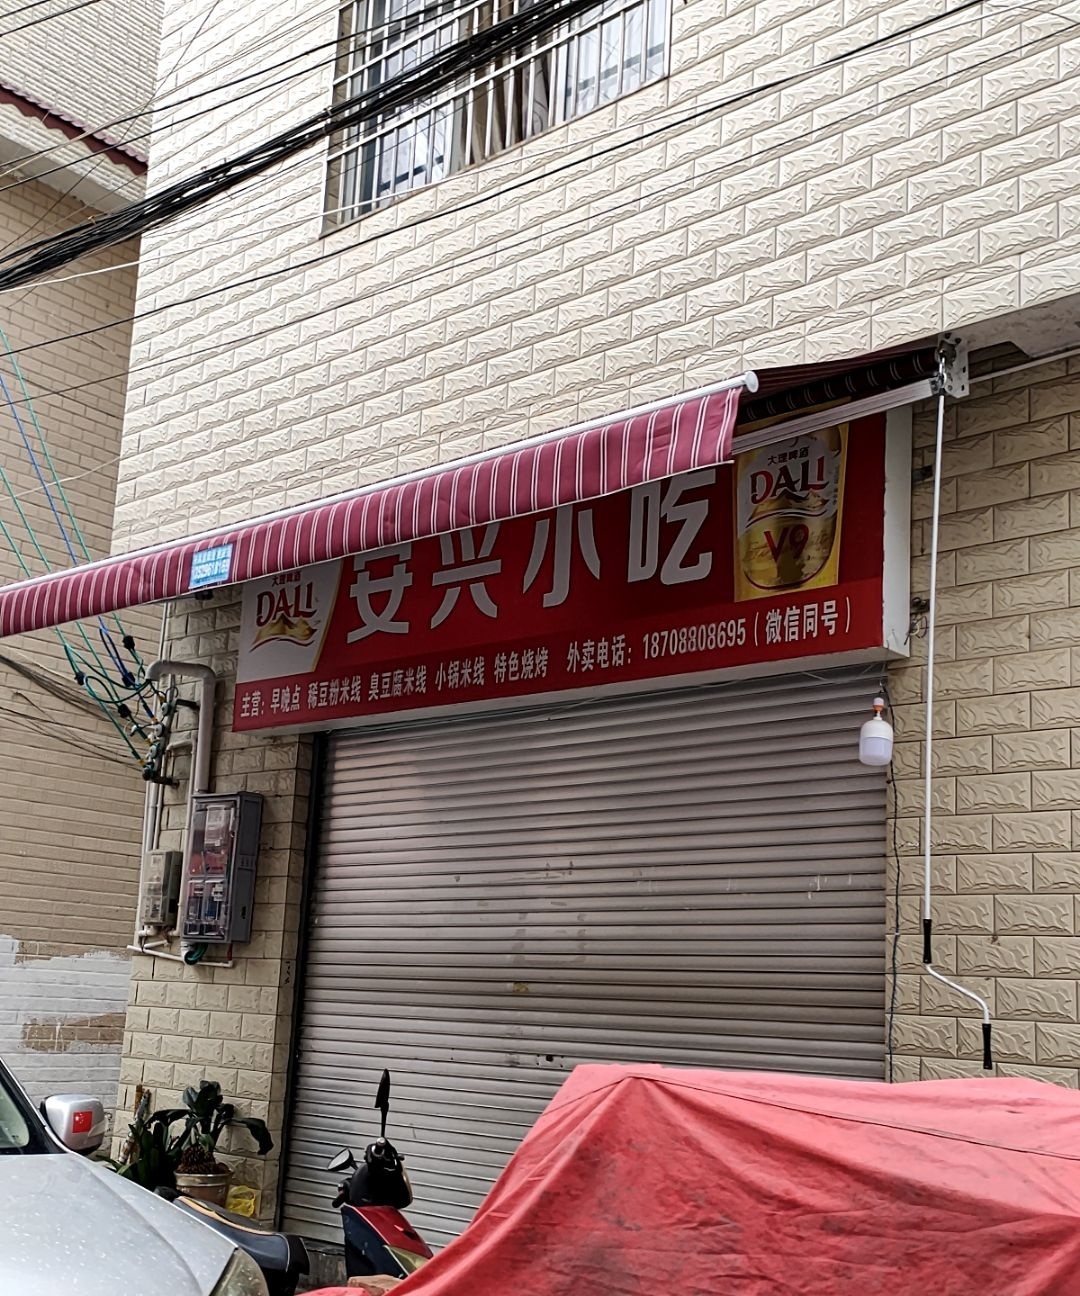 安兴小吃
大理啤酒
DALI
大理啤酒
DALI
V9
主营：早晚点 稀豆粉米线 臭豆腐米线 小锅米线 特色烧烤 外卖电话：18708808695（微信同号）